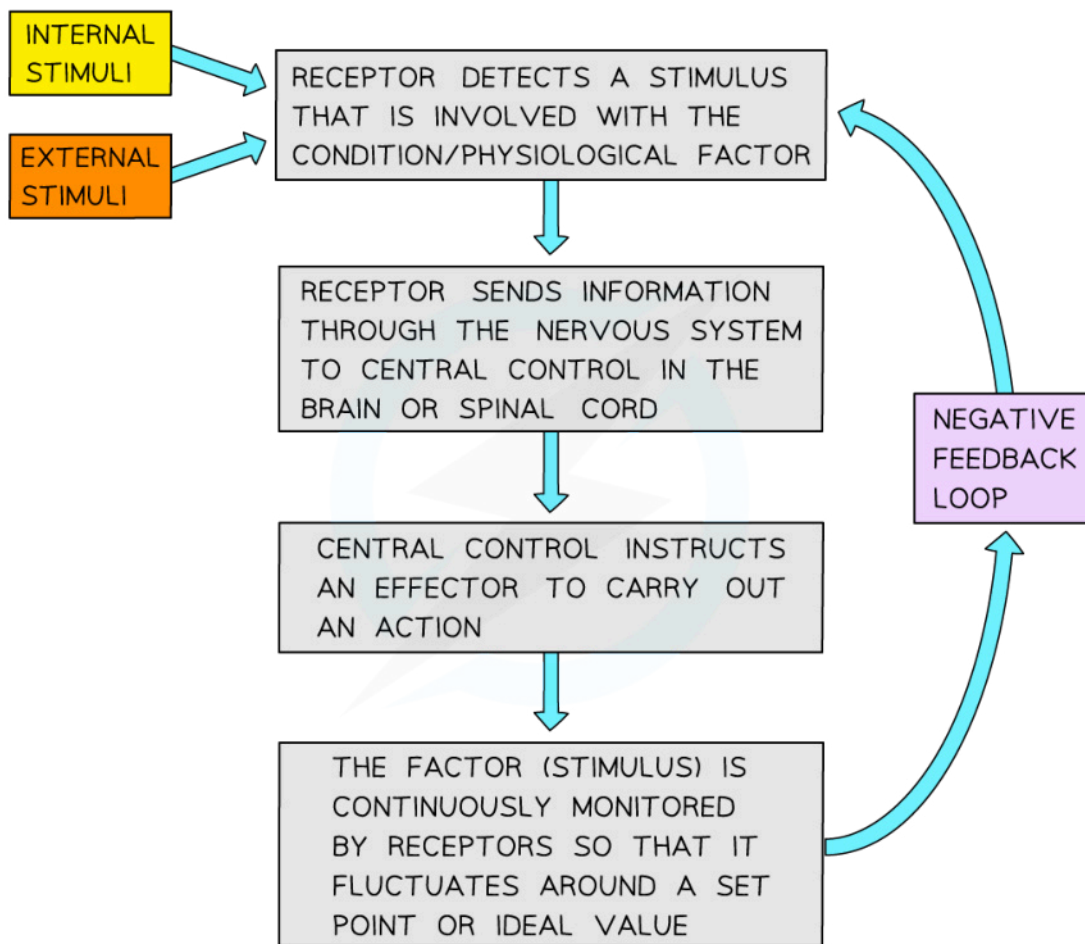 INTERNAL
STIMULI
EXTERNAL
STIMULI
RECEPTOR DETECTS A STIMULUS
THAT IS INVOLVED WITH THE
CONDITION/PHYSIOLOGICAL FACTOR
RECEPTOR SENDS INFORMATION
THROUGH THE NERVOUS SYSTEM
TO CENTRAL CONTROL IN THE
BRAIN OR SPINAL CORD
CENTRAL CONTROL INSTRUCTS
AN EFFECTOR TO CARRY OUT
AN ACTION
THE FACTOR (STIMULUS) IS
CONTINUOUSLY MONITORED
BY RECEPTORS SO THAT IT
FLUCTUATES AROUND A SET
POINT OR IDEAL VALUE
NEGATIVE
FEEDBACK
LOOP